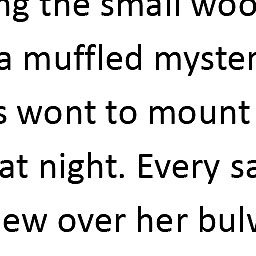 ng the small woo
a muffled myster
s wont to mount
at night. Every sa
ew over her bulv